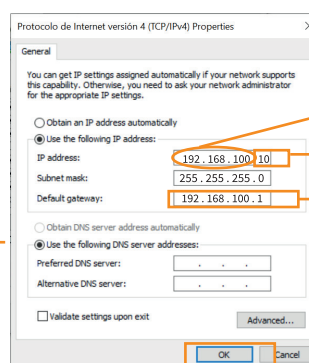 Protocolo de Internet versión 4 (TCP/IPv4) Properties
General
You can get IP settings assigned automatically if your network supports
this capability. Otherwise, you need to ask your network administrator
for the appropriate IP settings.
Obtain an IP address automatically
Use the following IP address:
IP address: 192 . 168 . 100 . 10
Subnet mask: 255 . 255 . 255 . 0
Default gateway: 192 . 168 . 100 . 1
Obtain DNS server address automatically
Use the following DNS server addresses:
Preferred DNS server: . . .
Alternative DNS server: . . .
Validate settings upon exit
Advanced...
OK Cancel